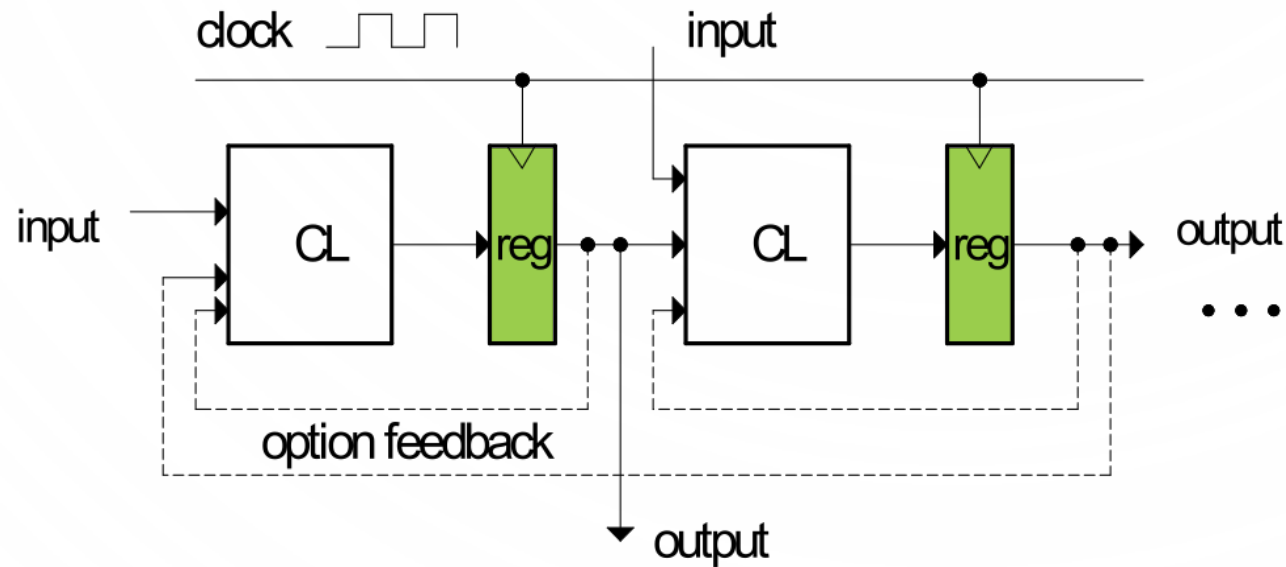 clock
input
input
CL
reg
CL
reg
output
option feedback
output